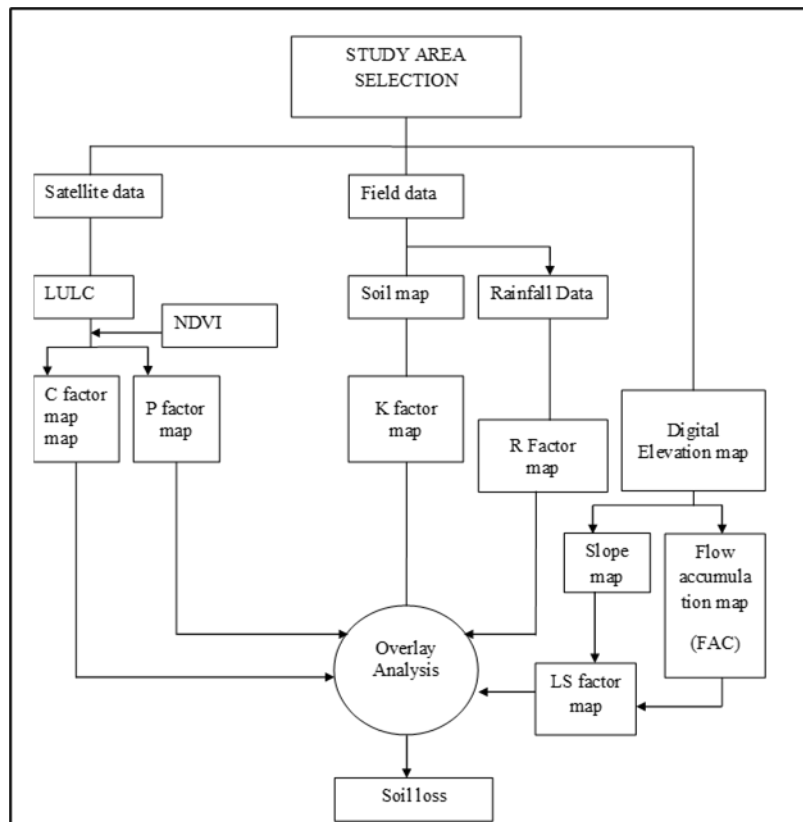 STUDY AREA
SELECTION
Satellite data
Field data
LULC
NDVI
Soil map
Rainfall Data
C factor
map
map
P factor
map
K factor
map
R Factor
map
Digital
Elevation map
Slope
map
Flow
accumula
tion map
(FAC)
Overlay
Analysis
LS factor
map
Soil loss